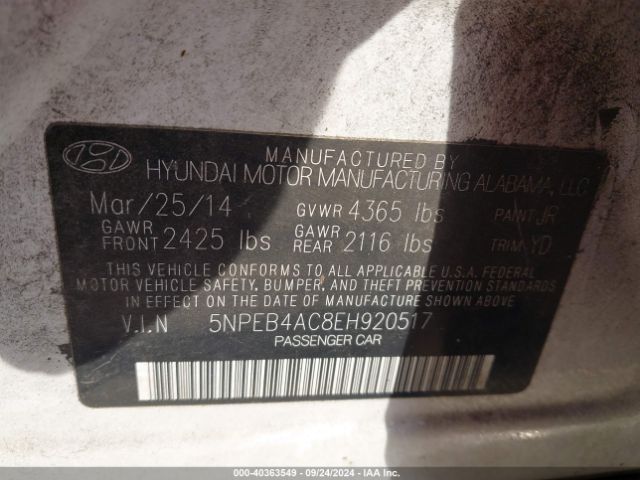 MANUFACTURED BY
HYUNDAI MOTOR MANUFACTURING ALABAMA, LLC
Mar/25/14 GVWR 4365 lbs PAINT JR
GAWR FRONT 2425 lbs GAWR REAR 2116 lbs TRIM YD
THIS VEHICLE CONFORMS TO ALL APPLICABLE U.S.A. FEDERAL
MOTOR VEHICLE SAFETY, BUMPER, AND THEFT PREVENTION STANDARDS
IN EFFECT ON THE DATE OF MANUFACTURE SHOWN ABOVE.
V.I.N 5NPEB4AC8EH920517
PASSENGER CAR
000-40363549 - 09/24/2024 - IAAI.COM